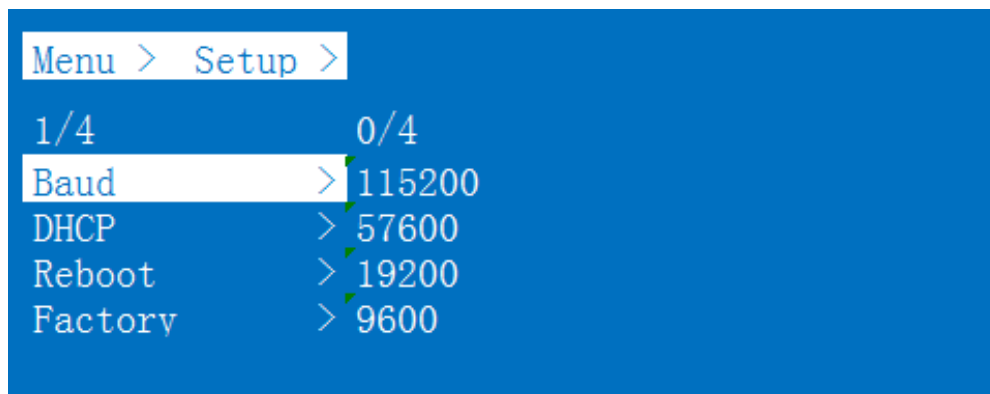 Menu > Setup >
1/4 0/4
Baud > 115200
DHCP > 57600
Reboot > 19200
Factory > 9600